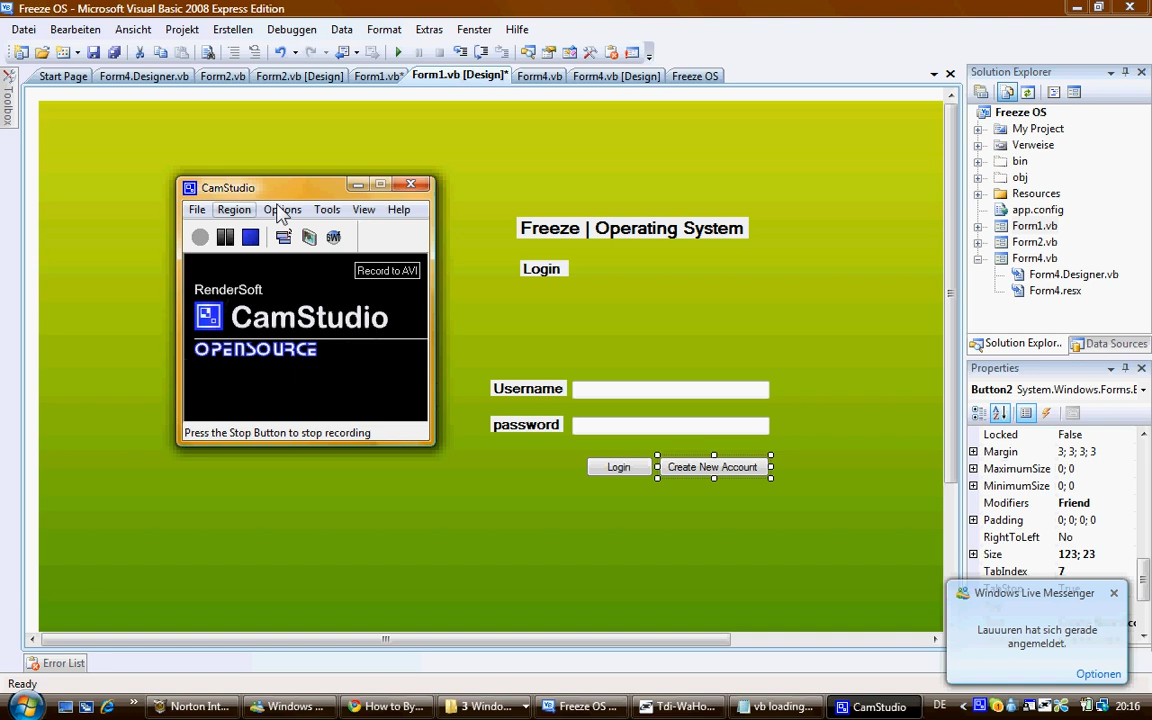 Freeze OS - Microsoft Visual Basic 2008 Express Edition
Datei Bearbeiten Ansicht Projekt Erstellen Debuggen Data Format Extras Fenster Hilfe
Start Page Form4.Designer.vb Form2.vb Form2.vb [Design] Form1.vb* Form1.vb [Design]* Form4.vb Form4.vb [Design] Freeze OS
Toolbox
CamStudio
File Region Options Tools View Help
Record to AVI
RenderSoft
CamStudio
OPENSOURCE
Press the Stop Button to stop recording
Freeze | Operating System
Login
Username
password
Login Create New Account
Solution Explorer
Freeze OS
My Project
Verweise
bin
obj
Resources
app.config
Form1.vb
Form2.vb
Form4.vb
Form4.Designer.vb
Form4.resx
Solution Explor.. Data Sources
Properties
Button2 System.Windows.Forms.E
Locked False
Margin 3; 3; 3; 3
MaximumSize 0; 0
MinimumSize 0; 0
Modifiers Friend
Padding 0; 0; 0; 0
RightToLeft No
Size 123; 23
TabIndex 7
Windows Live Messenger
Lauuuren hat sich gerade
angemeldet.
Optionen
Error List
Ready
Norton Int... Windows ... How to By... 3 Windo... Freeze OS ... Tdi-WaHo... vb loading... CamStudio DE 20:16